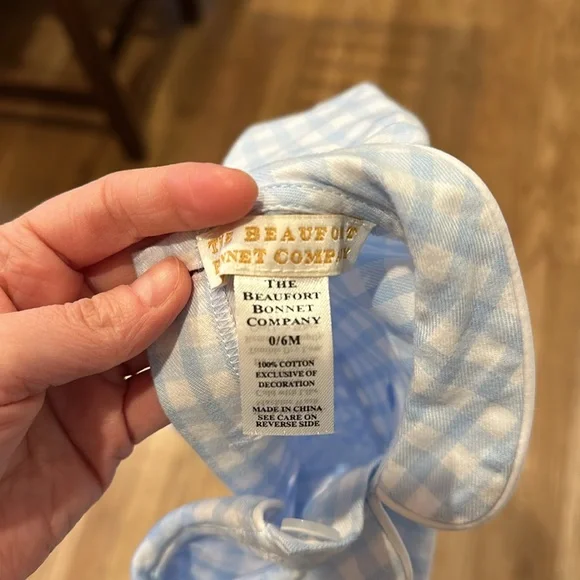 THE BEAUFORT
BONNET COMPANY
THE
BEAUFORT
BONNET
COMPANY
0/6M
100% COTTON
EXCLUSIVE OF
DECORATION
MADE IN CHINA
SEE CARE ON
REVERSE SIDE